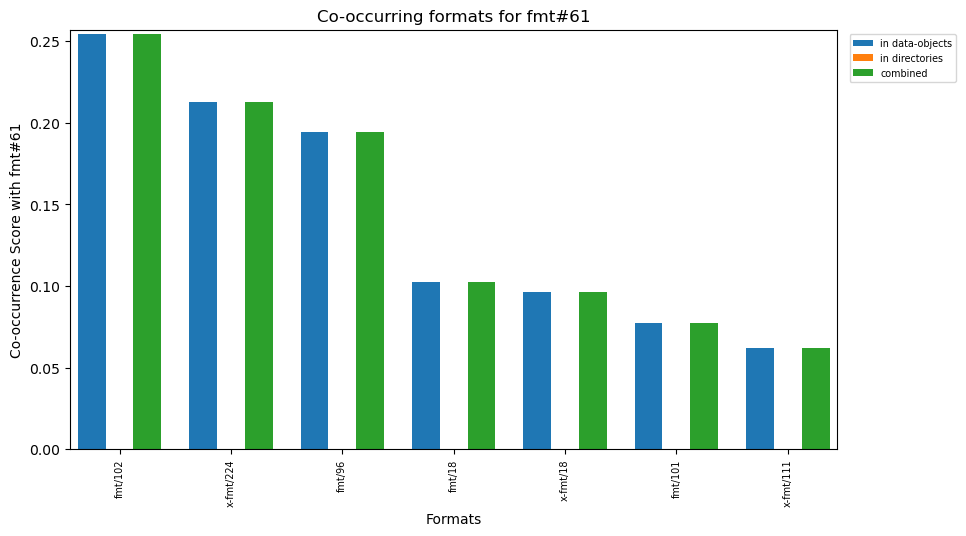 Co-occurring formats for fmt#61
in data-objects
in directories
combined
Co-occurrence Score with fmt#61
0.25
0.20
0.15
0.10
0.05
0.00
fmt/102
x-fmt/224
fmt/96
fmt/18
x-fmt/18
fmt/101
x-fmt/111
Formats